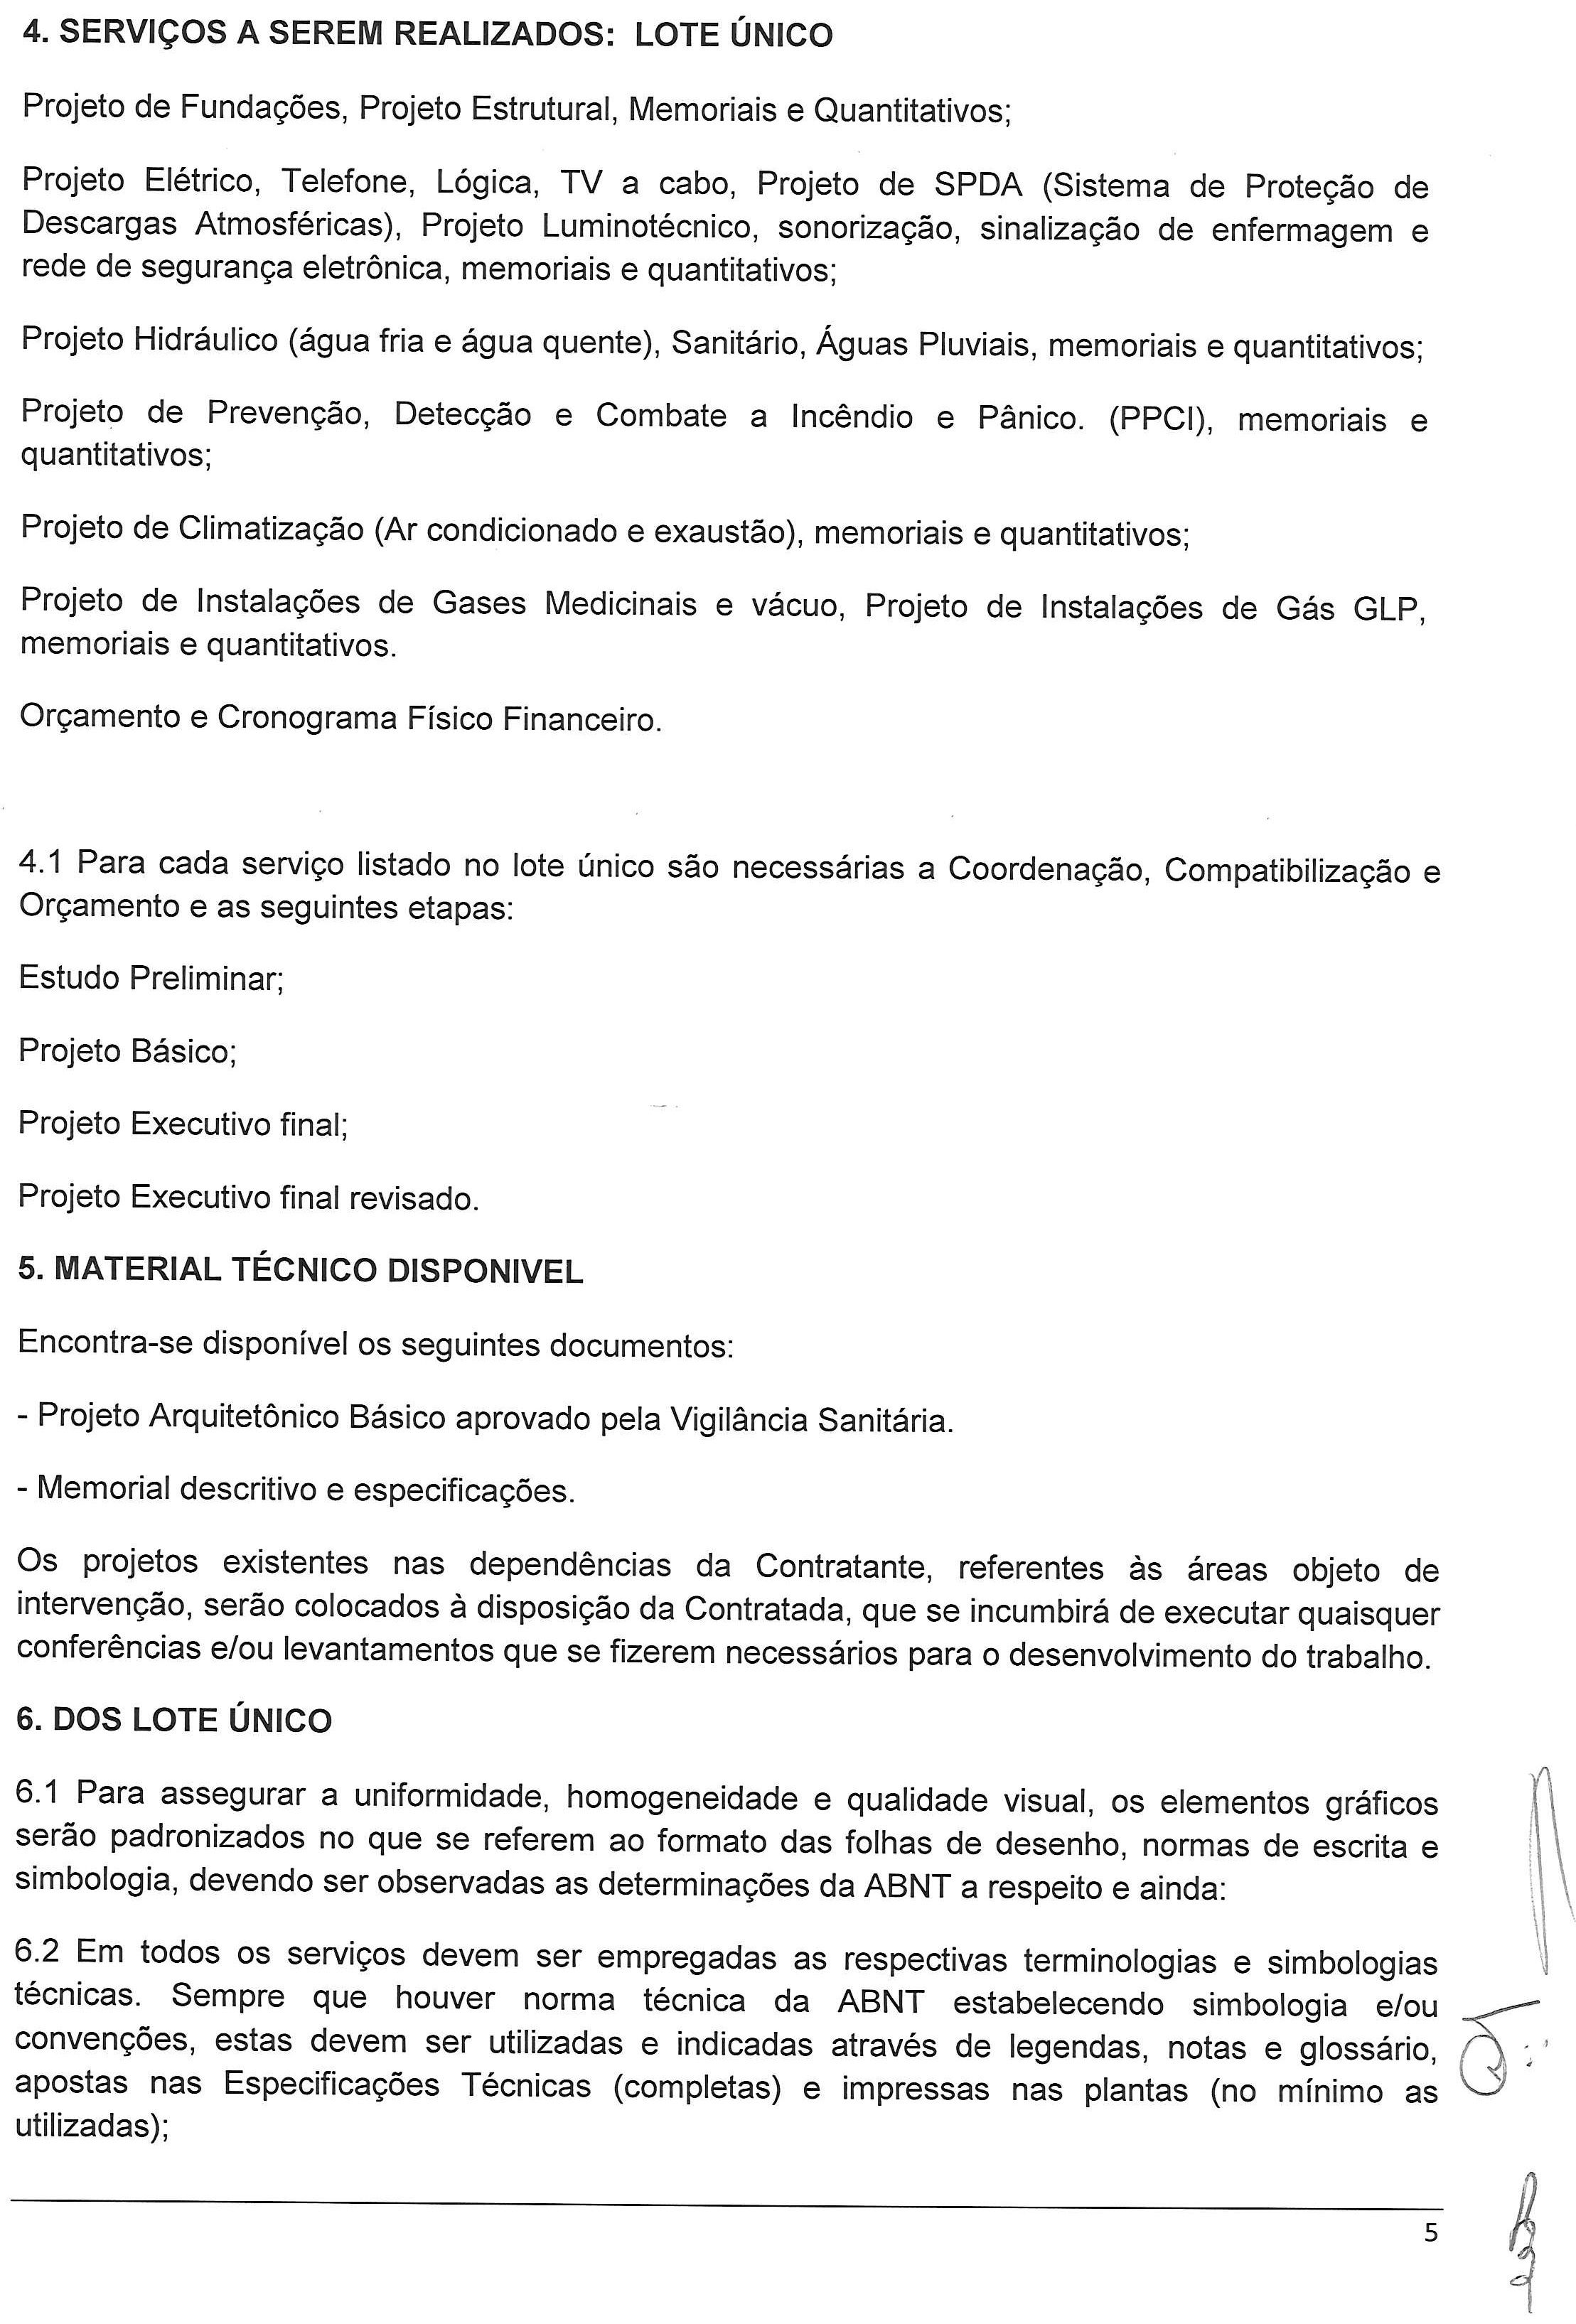 4. SERVIÇOS A SEREM REALIZADOS: LOTE ÚNICO
Projeto de Fundações, Projeto Estrutural, Memoriais e Quantitativos;
Projeto Elétrico, Telefone, Lógica, TV a cabo, Projeto de SPDA (Sistema de Proteção de
Descargas Atmosféricas), Projeto Luminotécnico, sonorização, sinalização de enfermagem e
rede de segurança eletrônica, memoriais e quantitativos;
Projeto Hidráulico (água fria e água quente), Sanitário, Águas Pluviais, memoriais e quantitativos;
Projeto de Prevenção, Detecção e Combate a Incêndio e Pânico. (PPCI), memoriais e
quantitativos;
Projeto de Climatização (Ar condicionado e exaustão), memoriais e quantitativos;
Projeto de Instalações de Gases Medicinais e vácuo, Projeto de Instalações de Gás GLP,
memoriais e quantitativos.
Orçamento e Cronograma Físico Financeiro.
4.1 Para cada serviço listado no lote único são necessárias a Coordenação, Compatibilização e
Orçamento e as seguintes etapas:
Estudo Preliminar;
Projeto Básico;
Projeto Executivo final;
Projeto Executivo final revisado.
5. MATERIAL TÉCNICO DISPONIVEL
Encontra-se disponível os seguintes documentos:
- Projeto Arquitetônico Básico aprovado pela Vigilância Sanitária.
- Memorial descritivo e especificações.
Os projetos existentes nas dependências da Contratante, referentes às áreas objeto de
intervenção, serão colocados à disposição da Contratada, que se incumbirá de executar quaisquer
conferências e/ou levantamentos que se fizerem necessários para o desenvolvimento do trabalho.
6. DOS LOTE ÚNICO
6.1 Para assegurar a uniformidade, homogeneidade e qualidade visual, os elementos gráficos
serão padronizados no que se referem ao formato das folhas de desenho, normas de escrita e
simbologia, devendo ser observadas as determinações da ABNT a respeito e ainda:
6.2 Em todos os serviços devem ser empregadas as respectivas terminologias e simbologias
técnicas. Sempre que houver norma técnica da ABNT estabelecendo simbologia e/ou
convenções, estas devem ser utilizadas e indicadas através de legendas, notas e glossário,
apostas nas Especificações Técnicas (completas) e impressas nas plantas (no mínimo as
utilizadas);
5